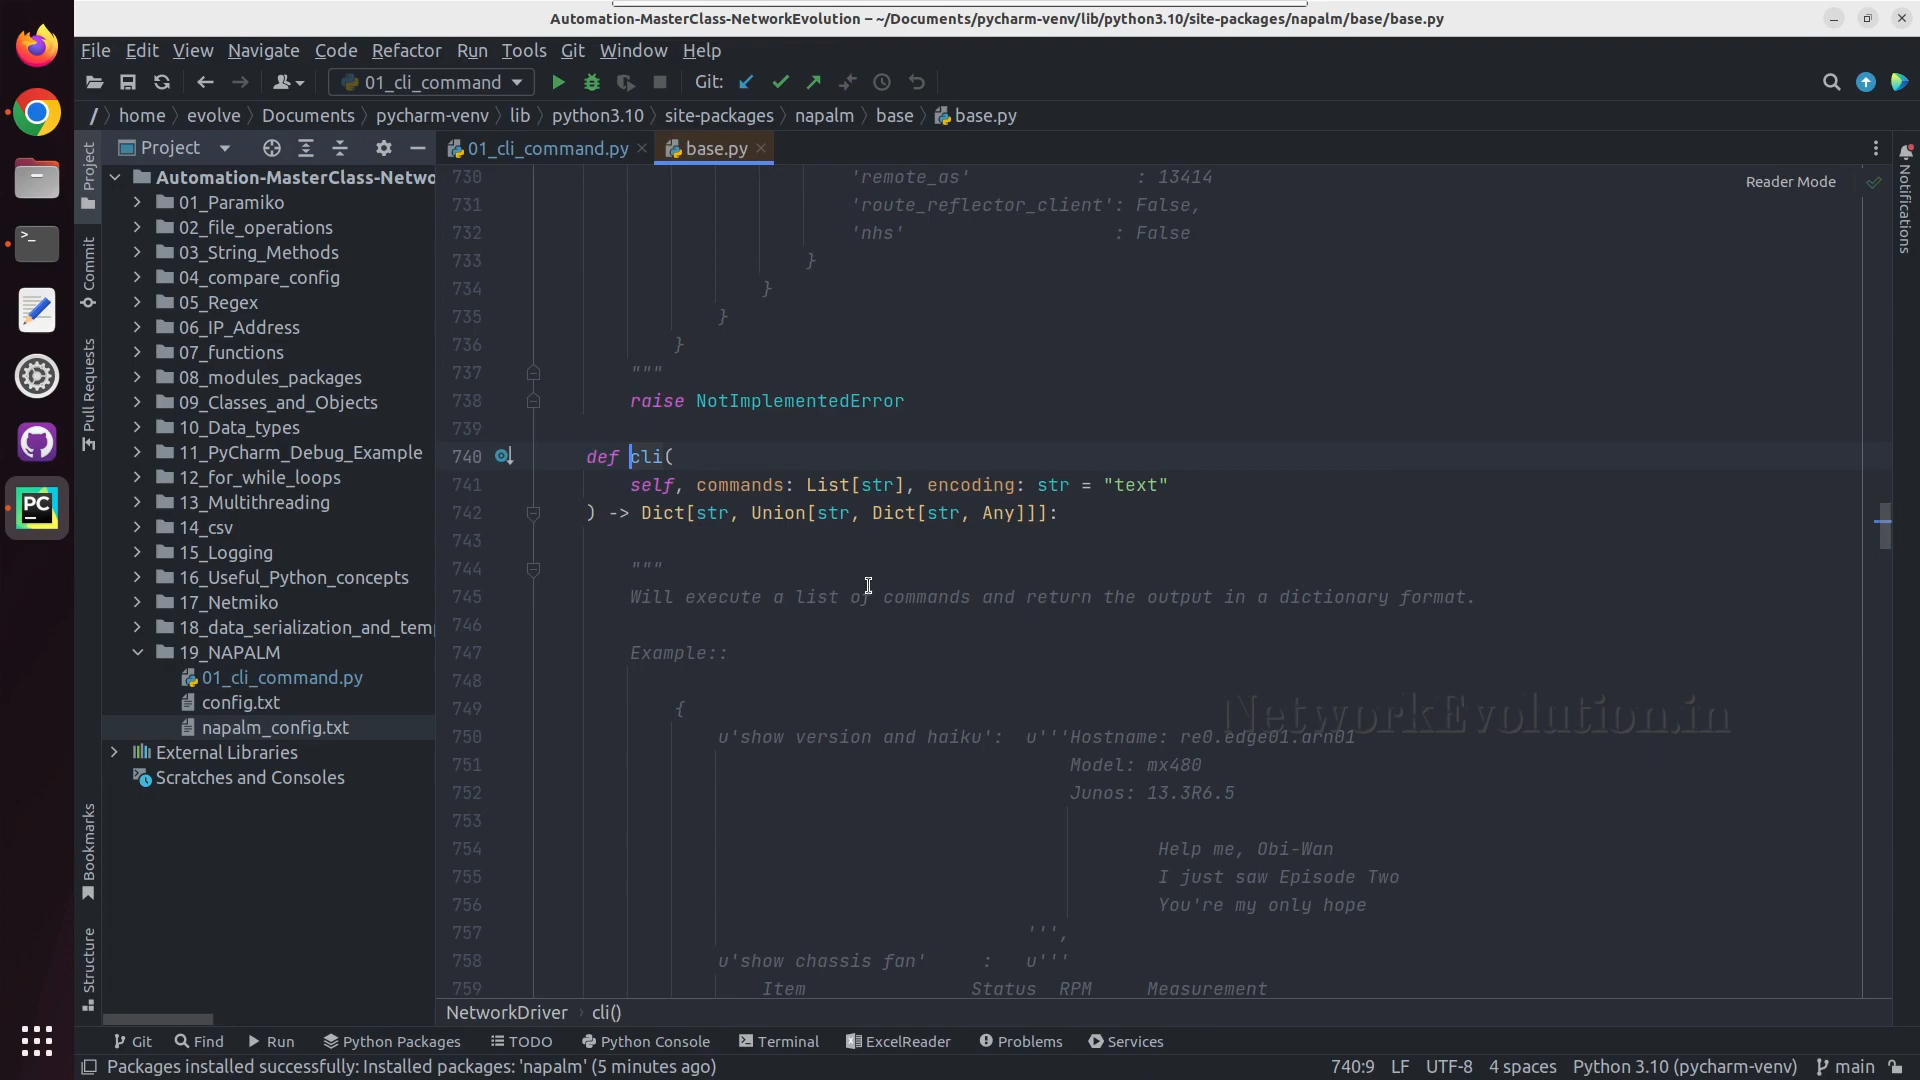 Automation-MasterClass-NetworkEvolution – ~/Documents/pycharm-venv/lib/python3.10/site-packages/napalm/base/base.py
File Edit View Navigate Code Refactor Run Tools Git Window Help
01_cli_command Git:
/ home evolve Documents pycharm-venv lib python3.10 site-packages napalm base base.py
Project
01_cli_command.py base.py
Reader Mode
Project
Commit
Pull Requests
Bookmarks
Structure
Notifications
Automation-MasterClass-Netwo
01_Paramiko
02_file_operations
03_String_Methods
04_compare_config
05_Regex
06_IP_Address
07_functions
08_modules_packages
09_Classes_and_Objects
10_Data_types
11_PyCharm_Debug_Example
12_for_while_loops
13_Multithreading
14_csv
15_Logging
16_Useful_Python_concepts
17_Netmiko
18_data_serialization_and_tem
19_NAPALM
01_cli_command.py
config.txt
napalm_config.txt
External Libraries
Scratches and Consoles
730 'remote_as' : 13414
731 'route_reflector_client': False,
732 'nhs' : False
733 }
734 }
735 }
736 }
737 """
738 raise NotImplementedError
739
740 def cli(
741 self, commands: List[str], encoding: str = "text"
742 ) -> Dict[str, Union[str, Dict[str, Any]]]:
743
744 """
745 Will execute a list of commands and return the output in a dictionary format.
746
747 Example::
748
749 {
750 u'show version and haiku': u'''Hostname: re0.edge01.arn01
751 Model: mx480
752 Junos: 13.3R6.5
753
754 Help me, Obi-Wan
755 I just saw Episode Two
756 You're my only hope
757 ''',
758 u'show chassis fan' : u'''
759 Item Status RPM Measurement
NetworkEvolution.in
NetworkDriver cli()
Git Find Run Python Packages TODO Python Console Terminal ExcelReader Problems Services
Packages installed successfully: Installed packages: 'napalm' (5 minutes ago) 740:9 LF UTF-8 4 spaces Python 3.10 (pycharm-venv) main